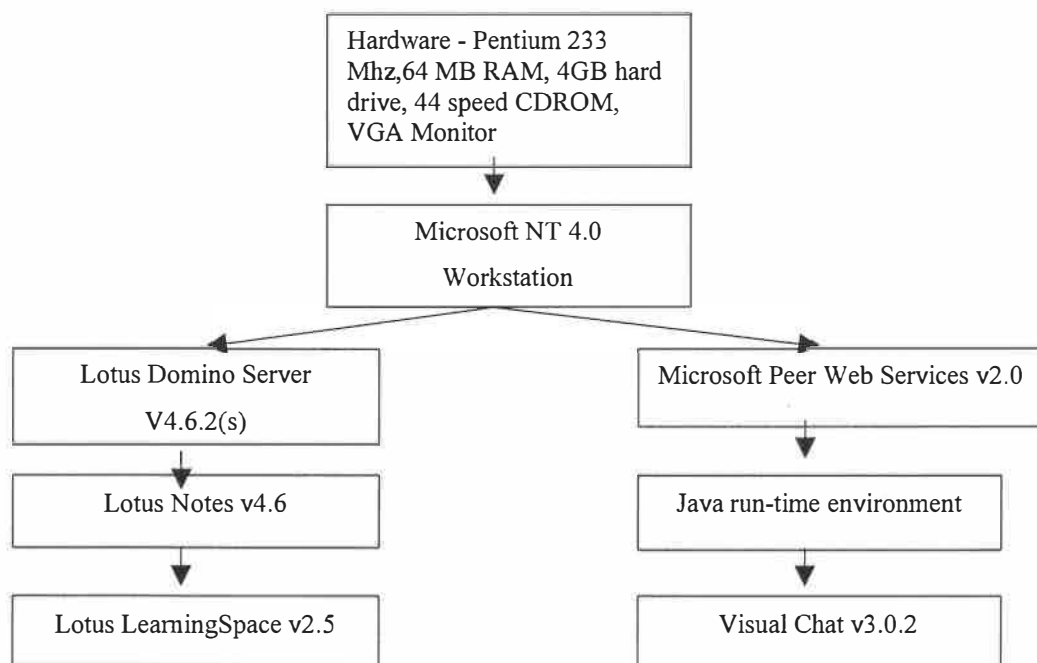 Hardware - Pentium 233
Mhz,64 MB RAM, 4GB hard
drive, 44 speed CDROM,
VGA Monitor
Microsoft NT 4.0
Workstation
Lotus Domino Server
V4.6.2(s)
Microsoft Peer Web Services v2.0
Lotus Notes v4.6
Java run-time environment
Lotus LearningSpace v2.5
Visual Chat v3.0.2